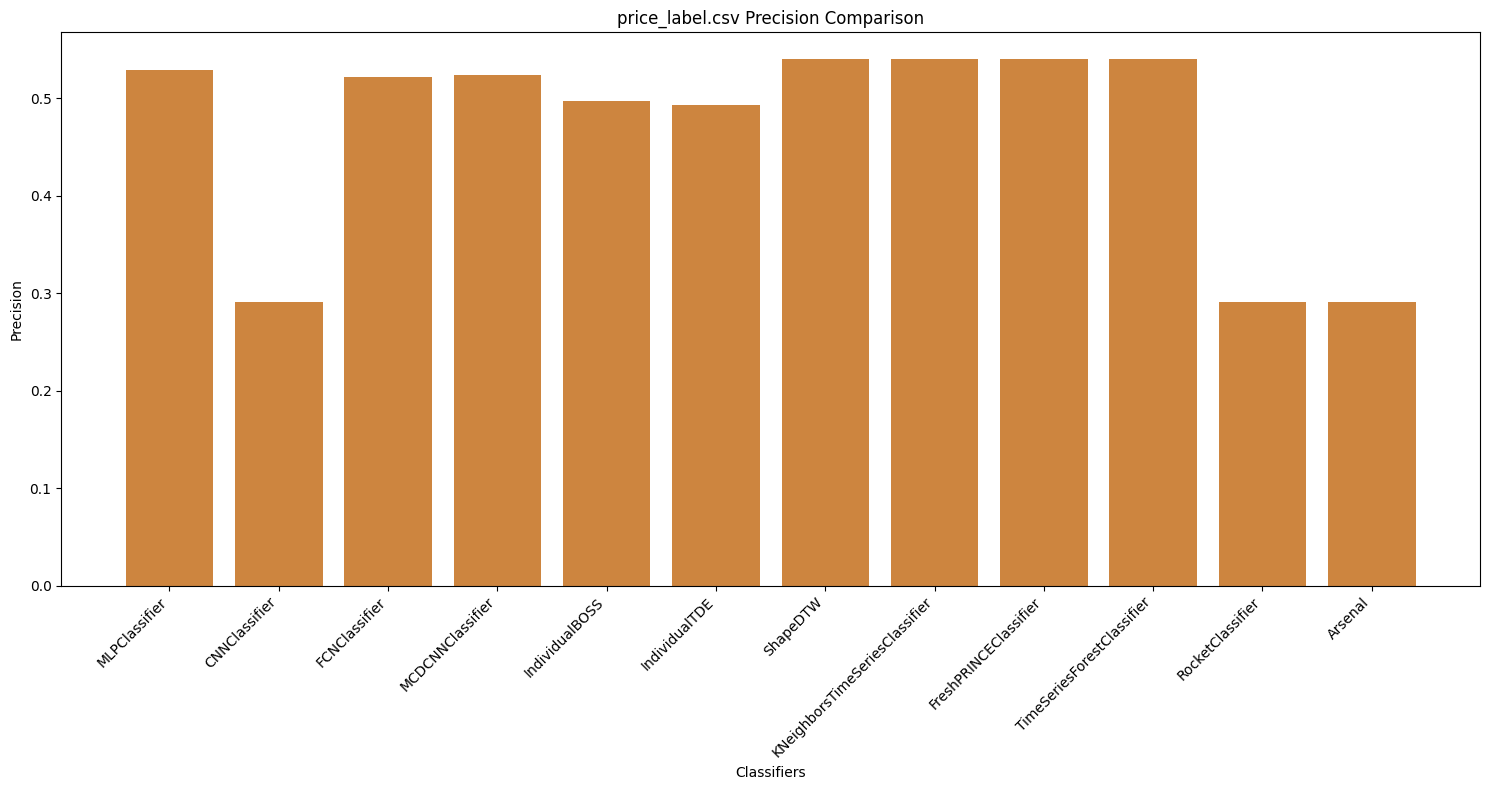 price_label.csv Precision Comparison
Precision
0.5
0.4
0.3
0.2
0.1
0.0
MLPClassifier
CNNClassifier
FCNClassifier
MCDCNNClassifier
IndividualBOSS
IndividualTDE
ShapeDTW
KNeighborsTimeSeriesClassifier
FreshPRINCEClassifier
TimeSeriesForestClassifier
RocketClassifier
Arsenal
Classifiers